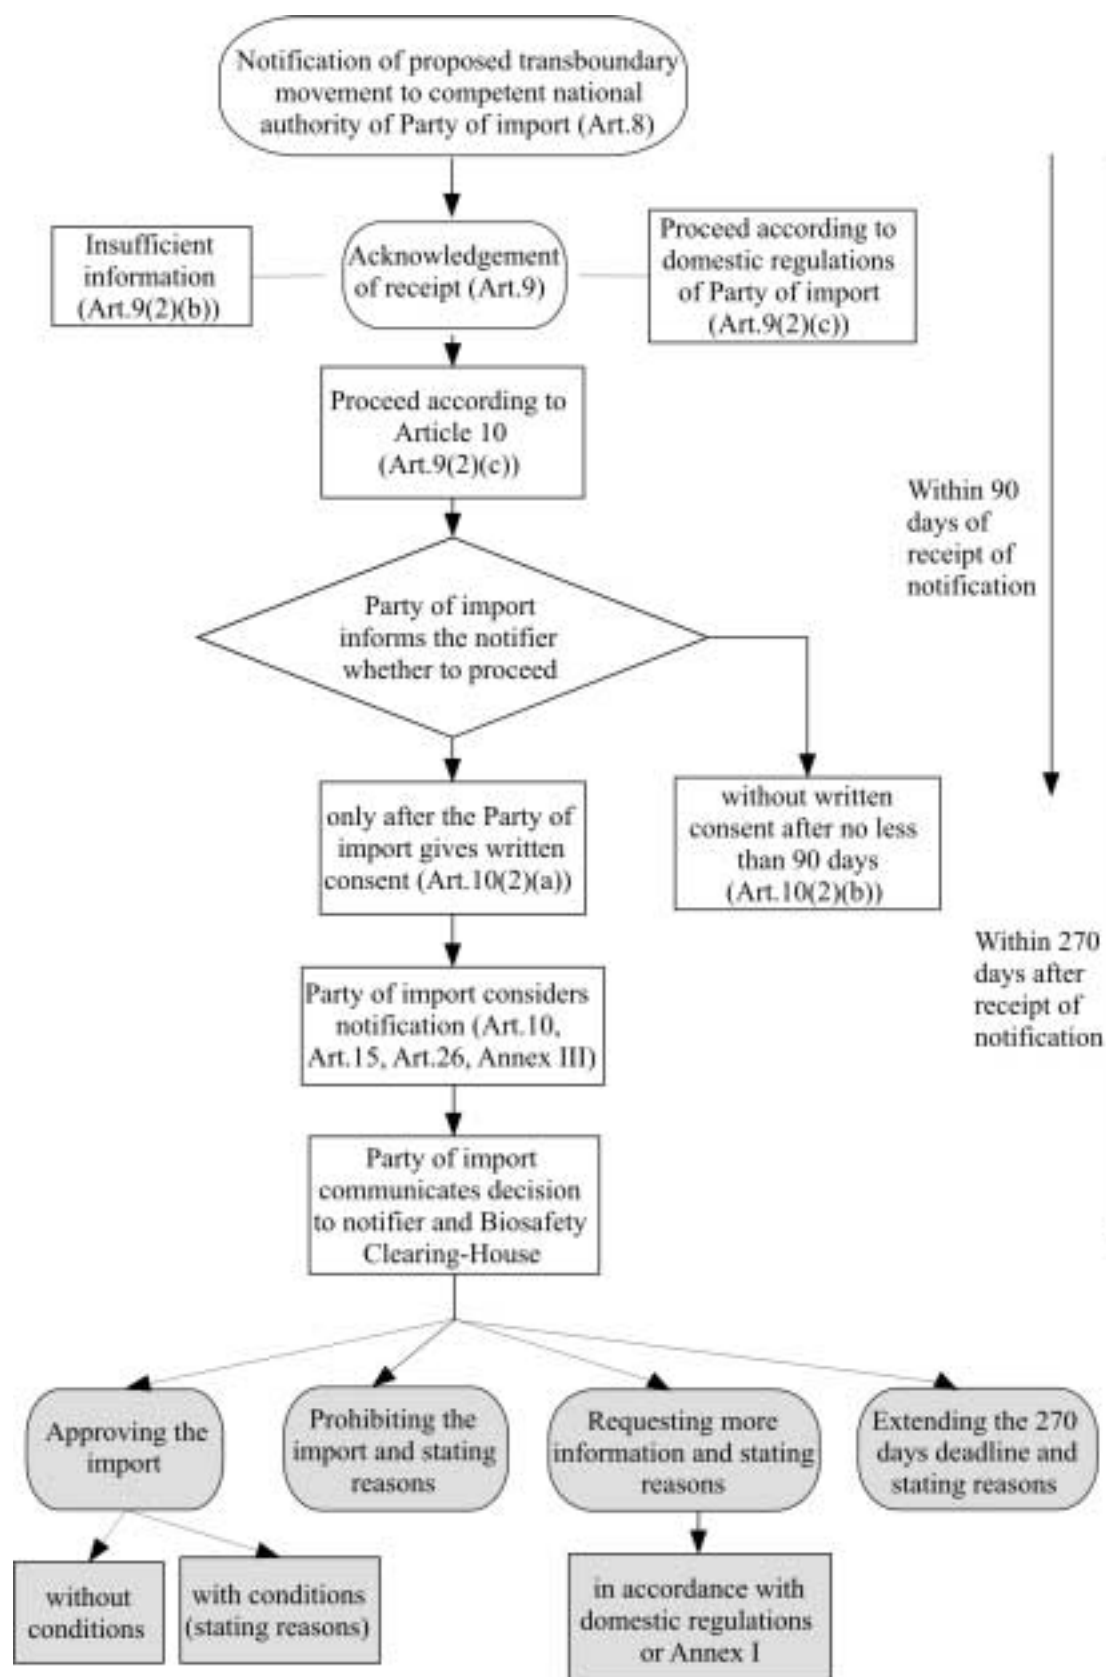 Notification of proposed transboundary
movement to competent national
authority of Party of import (Art.8)
Insufficient
information
(Art.9(2)(b))
Acknowledgement
of receipt (Art.9)
Proceed according to
domestic regulations
of Party of import
(Art.9(2)(c))
Proceed according to
Article 10
(Art.9(2)(c))
Within 90
days of
receipt of
notification
Party of import
informs the notifier
whether to proceed
only after the Party of
import gives written
consent (Art.10(2)(a))
without written
consent after no less
than 90 days
(Art.10(2)(b))
Within 270
days after
receipt of
notification
Party of import considers
notification (Art.10,
Art.15, Art.26, Annex III)
Party of import
communicates decision
to notifier and Biosafety
Clearing-House
Approving the
import
Prohibiting the
import and stating
reasons
Requesting more
information and stating
reasons
Extending the 270
days deadline and
stating reasons
without
conditions
with conditions
(stating reasons)
in accordance with
domestic regulations
or Annex I